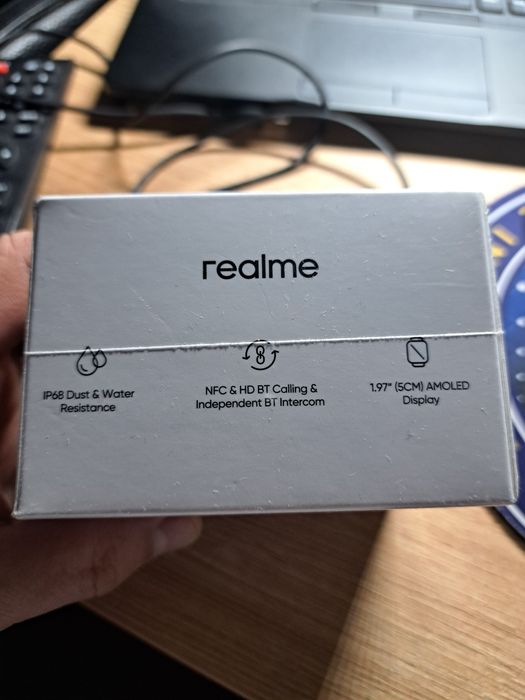 realme
IP68 Dust & Water
Resistance
NFC & HD BT Calling &
Independent BT Intercom
1.97" (5CM) AMOLED
Display